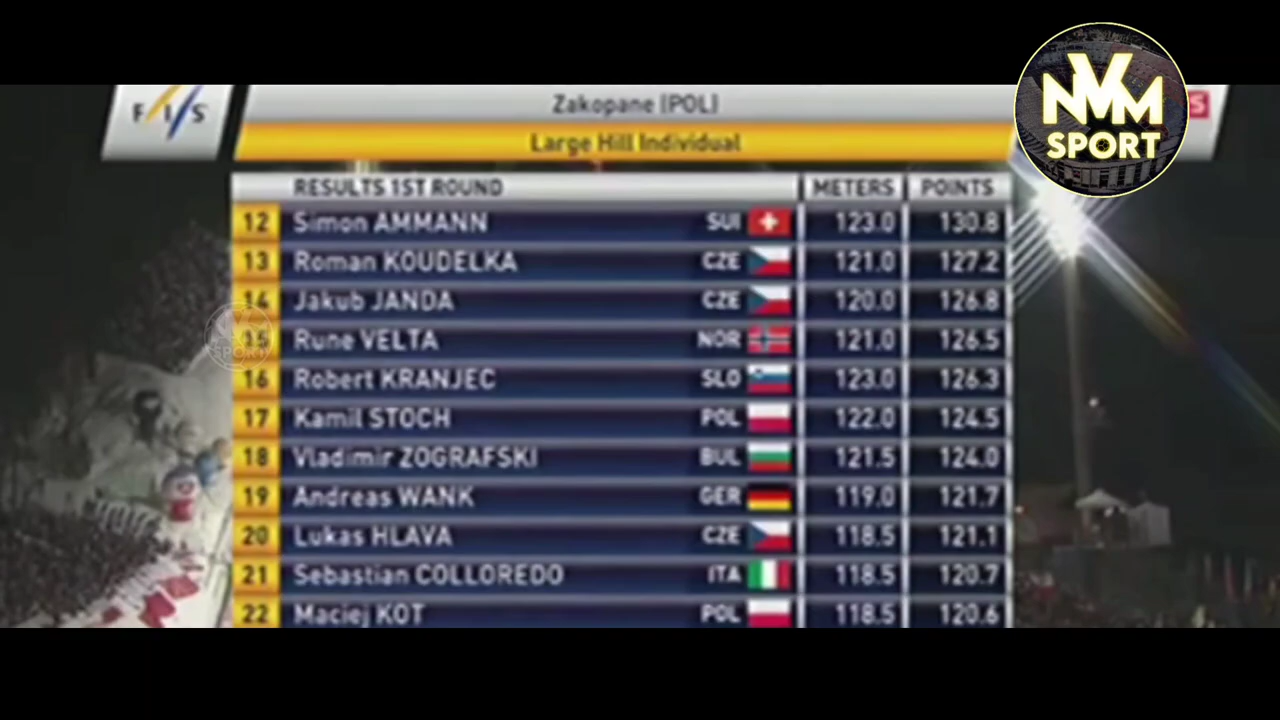 FIS
Zakopane (POL)
Large Hill Individual
NVM
SPORT
S
RESULTS 1ST ROUND METERS POINTS
12 Simon AMMANN SUI 123.0 130.8
13 Roman KOUDELKA CZE 121.0 127.2
14 Jakub JANDA CZE 120.0 126.8
15 Rune VELTA NOR 121.0 126.5
16 Robert KRANJEC SLO 123.0 126.3
17 Kamil STOCH POL 122.0 124.5
18 Vladimir ZOGRAFSKI BUL 121.5 124.0
19 Andreas WANK GER 119.0 121.7
20 Lukas HLAVA CZE 118.5 121.1
21 Sebastian COLLOREDO ITA 118.5 120.7
22 Maciej KOT POL 118.5 120.6
NVM
SPORT